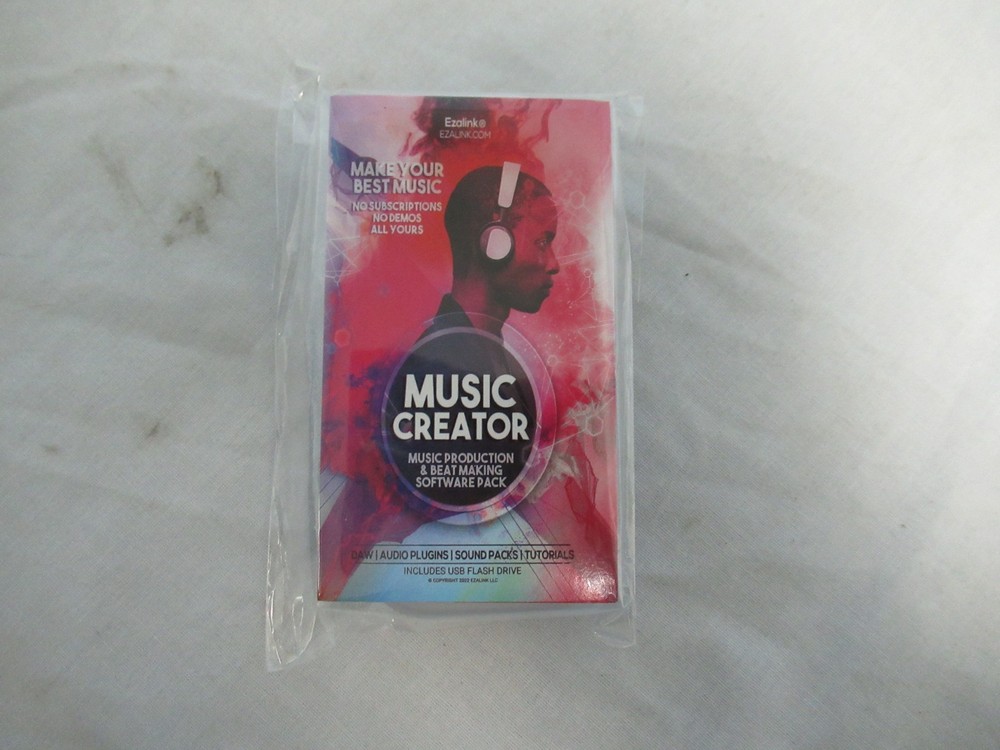 Ezalink®
EZALINK.COM
MAKE YOUR
BEST MUSIC
NO SUBSCRIPTIONS
NO DEMOS
ALL YOURS
MUSIC
CREATOR
MUSIC PRODUCTION
& BEAT MAKING
SOFTWARE PACK
DAW | AUDIO PLUGINS | SOUND PACKS | TUTORIALS
INCLUDES USB FLASH DRIVE